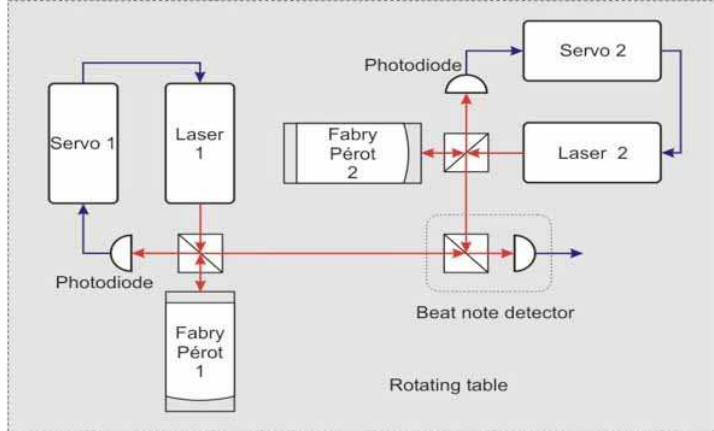 Servo 1
Laser
1
Photodiode
Fabry
Pérot
1
Photodiode
Servo 2
Fabry
Pérot
2
Laser 2
Beat note detector
Rotating table